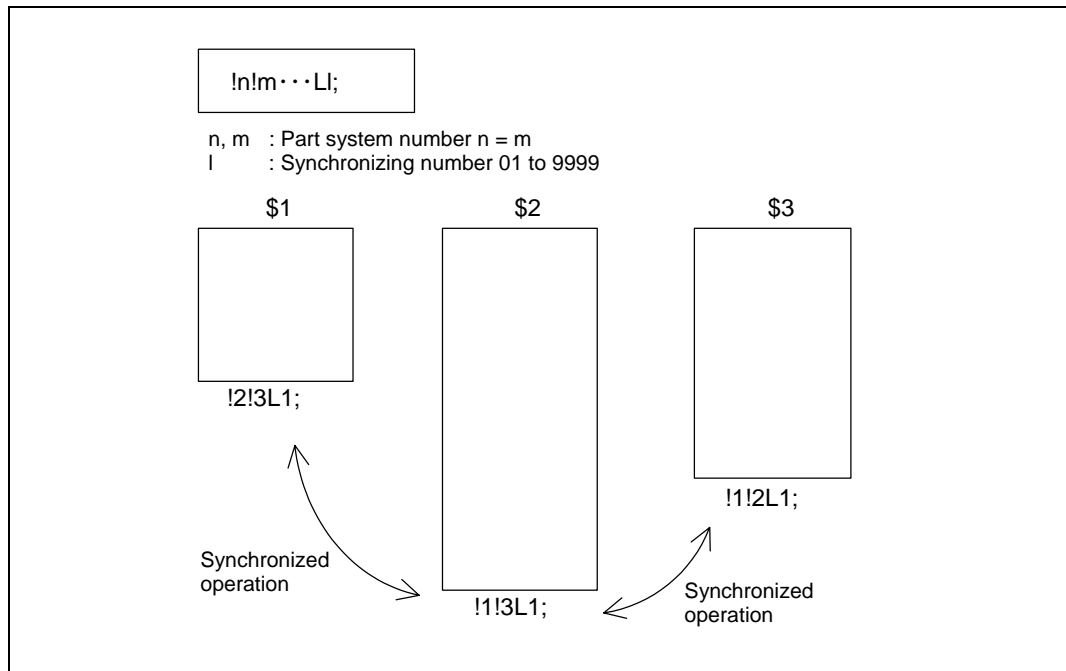 !n!m・・・Ll;
n, m : Part system number n = m
l : Synchronizing number 01 to 9999
$1 $2 $3
!2!3L1;
!1!2L1;
Synchronized
operation
!1!3L1;
Synchronized
operation